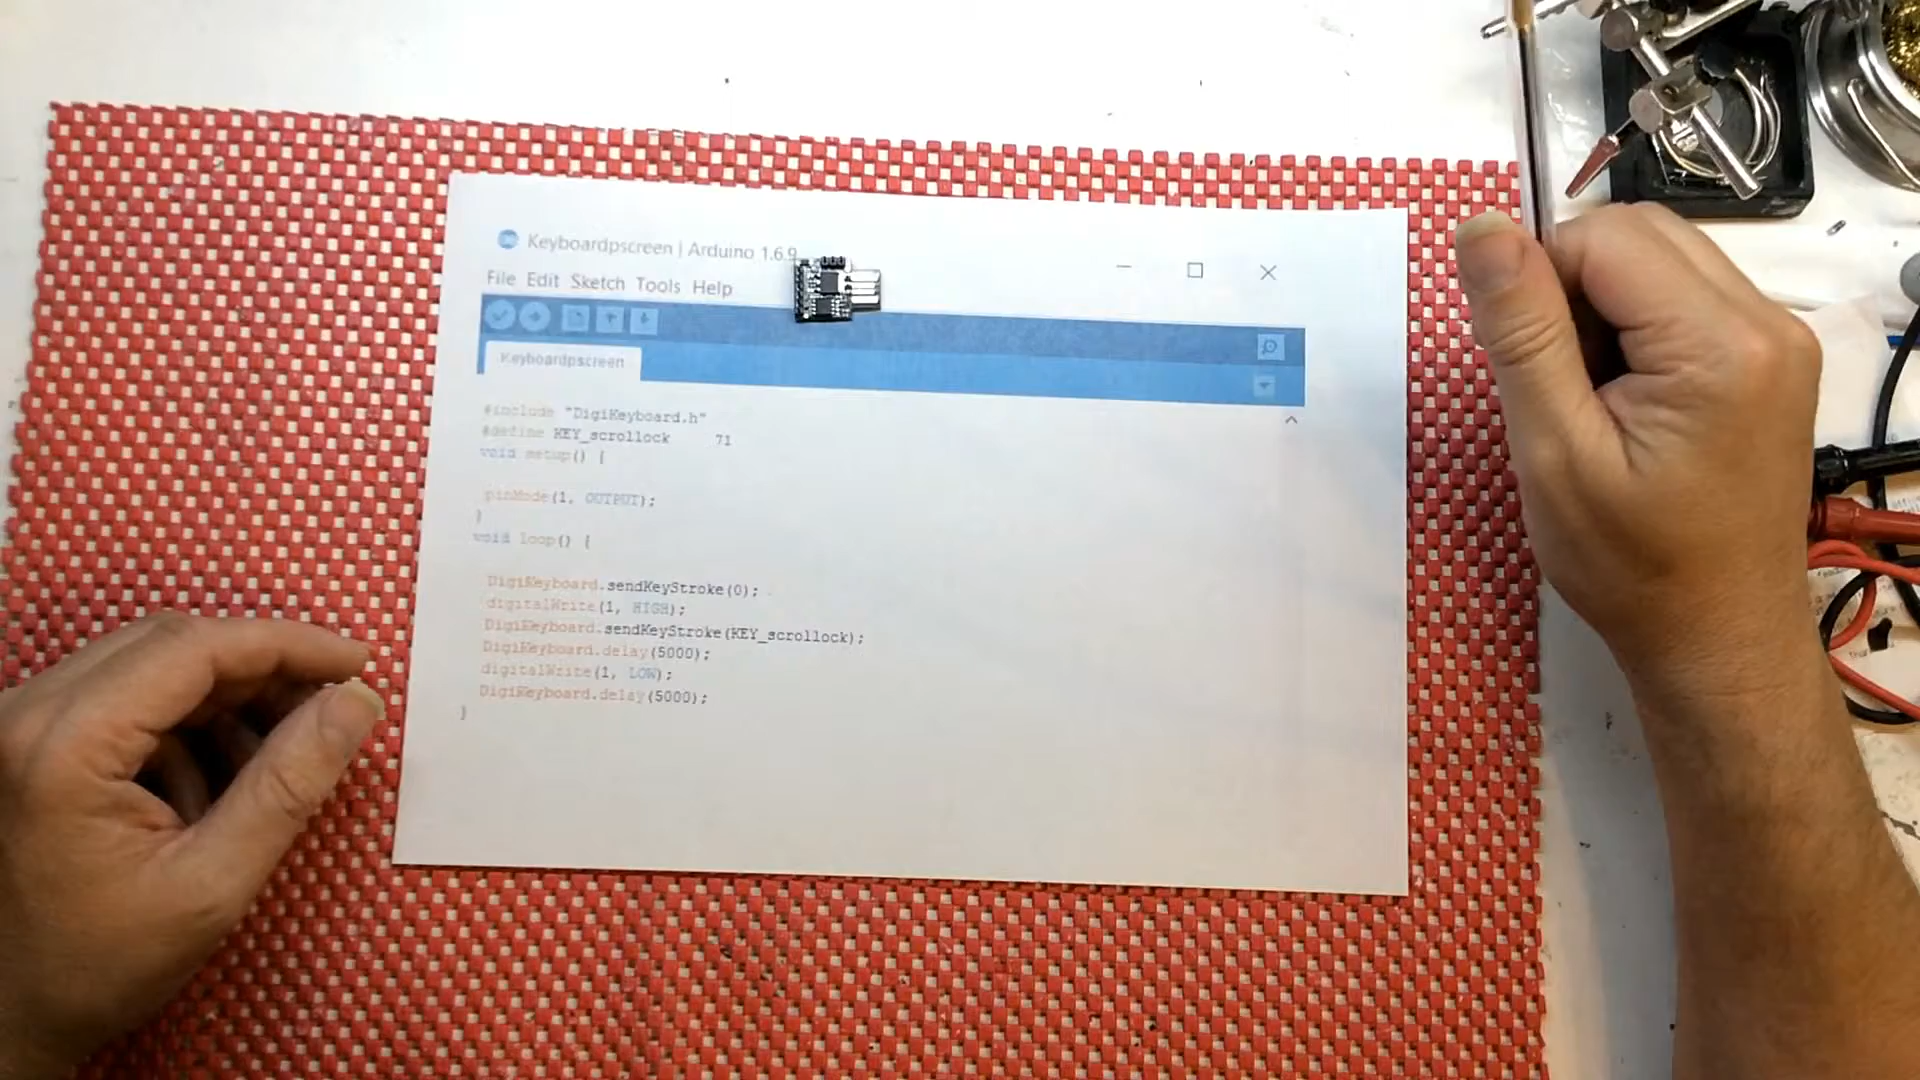 Keyboardpscreen | Arduino 1.6.9
File Edit Sketch Tools Help
Keyboardpscreen
#include "DigiKeyboard.h"
#define KEY_scrollock 71
void setup() {
pinMode(1, OUTPUT);
}
void loop() {
DigiKeyboard.sendKeyStroke(0);
digitalWrite(1, HIGH);
DigiKeyboard.sendKeyStroke(KEY_scrollock);
DigiKeyboard.delay(5000);
digitalWrite(1, LOW);
DigiKeyboard.delay(5000);
}